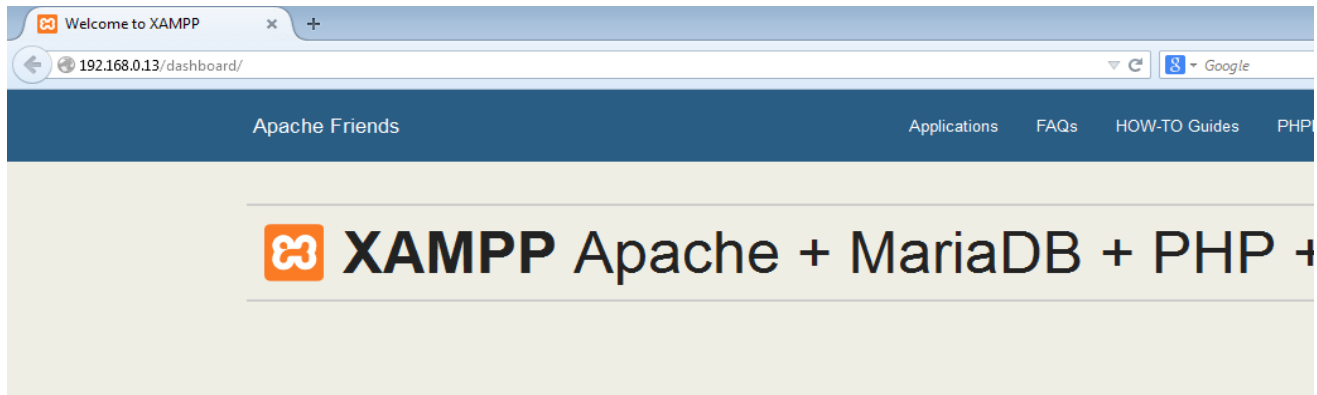 Welcome to XAMPP
192.168.0.13/dashboard/
Google
Apache Friends
Applications FAQs HOW-TO Guides PHP
XAMPP Apache + MariaDB + PHP +